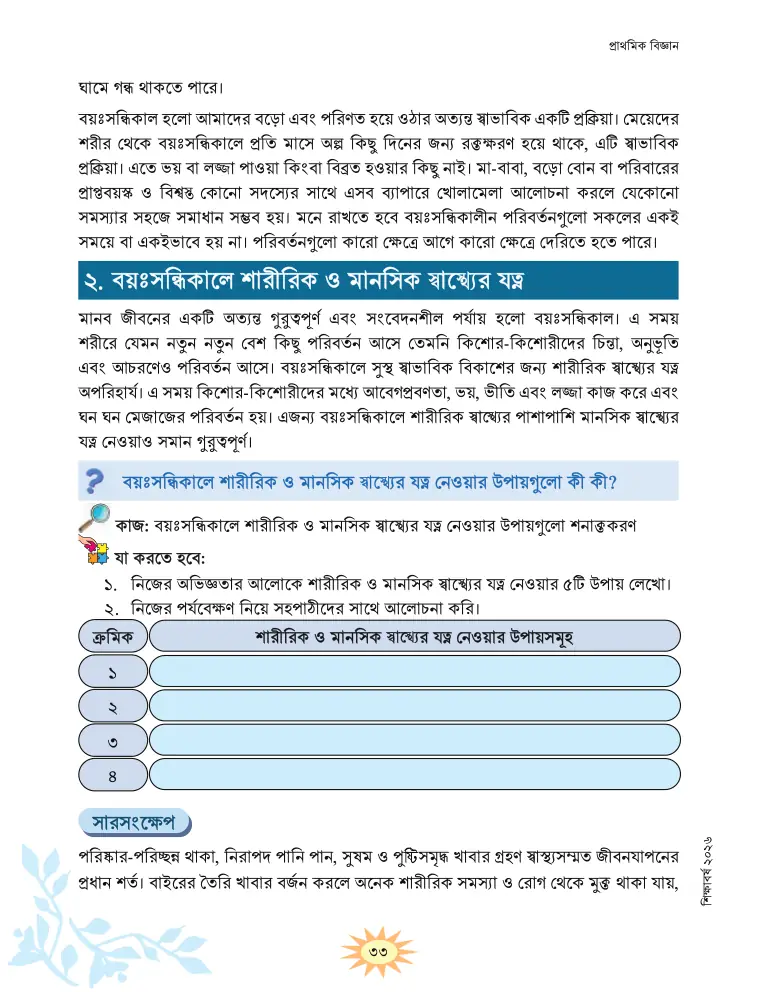 প্রাথমিক বিজ্ঞান
ঘামে গন্ধ থাকতে পারে।
বয়ঃসন্ধিকাল হলো আমাদের বড়ো এবং পরিণত হয়ে ওঠার অত্যন্ত স্বাভাবিক একটি প্রক্রিয়া। মেয়েদের
শরীর থেকে বয়ঃসন্ধিকালে প্রতি মাসে অল্প কিছু দিনের জন্য রক্তক্ষরণ হয়ে থাকে, এটি স্বাভাবিক
প্রক্রিয়া। এতে ভয় বা লজ্জা পাওয়া কিংবা বিব্রত হওয়ার কিছু নাই। মা-বাবা, বড়ো বোন বা পরিবারের
প্রাপ্তবয়স্ক ও বিশ্বস্ত কোনো সদস্যের সাথে এসব ব্যাপারে খোলামেলা আলোচনা করলে যেকোনো
সমস্যার সহজে সমাধান সম্ভব হয়। মনে রাখতে হবে বয়ঃসন্ধিকালীন পরিবর্তনগুলো সকলের একই
সময়ে বা একইভাবে হয় না। পরিবর্তনগুলো কারো ক্ষেত্রে আগে কারো ক্ষেত্রে দেরিতে হতে পারে।
২. বয়ঃসন্ধিকালে শারীরিক ও মানসিক স্বাস্থ্যের যত্ন
মানব জীবনের একটি অত্যন্ত গুরুত্বপূর্ণ এবং সংবেদনশীল পর্যায় হলো বয়ঃসন্ধিকাল। এ সময়
শরীরে যেমন নতুন নতুন বেশ কিছু পরিবর্তন আসে তেমনি কিশোর-কিশোরীদের চিন্তা, অনুভূতি
এবং আচরণেও পরিবর্তন আসে। বয়ঃসন্ধিকালে সুস্থ স্বাভাবিক বিকাশের জন্য শারীরিক স্বাস্থ্যের যত্ন
অপরিহার্য। এ সময় কিশোর-কিশোরীদের মধ্যে আবেগপ্রবণতা, ভয়, ভীতি এবং লজ্জা কাজ করে এবং
ঘন ঘন মেজাজের পরিবর্তন হয়। এজন্য বয়ঃসন্ধিকালে শারীরিক স্বাস্থ্যের পাশাপাশি মানসিক স্বাস্থ্যের
যত্ন নেওয়াও সমান গুরুত্বপূর্ণ।
? বয়ঃসন্ধিকালে শারীরিক ও মানসিক স্বাস্থ্যের যত্ন নেওয়ার উপায়গুলো কী কী?
কাজ: বয়ঃসন্ধিকালে শারীরিক ও মানসিক স্বাস্থ্যের যত্ন নেওয়ার উপায়গুলো শনাক্তকরণ
যা করতে হবে:
১. নিজের অভিজ্ঞতার আলোকে শারীরিক ও মানসিক স্বাস্থ্যের যত্ন নেওয়ার ৫টি উপায় লেখো।
২. নিজের পর্যবেক্ষণ নিয়ে সহপাঠীদের সাথে আলোচনা করি।
ক্রমিক শারীরিক ও মানসিক স্বাস্থ্যের যত্ন নেওয়ার উপায়সমূহ
১
২
৩
৪
সারসংক্ষেপ
পরিষ্কার-পরিচ্ছন্ন থাকা, নিরাপদ পানি পান, সুষম ও পুষ্টিসমৃদ্ধ খাবার গ্রহণ স্বাস্থ্যসম্মত জীবনযাপনের
প্রধান শর্ত। বাইরের তৈরি খাবার বর্জন করলে অনেক শারীরিক সমস্যা ও রোগ থেকে মুক্ত থাকা যায়,
শিক্ষাবর্ষ ২০২৬
৩৩